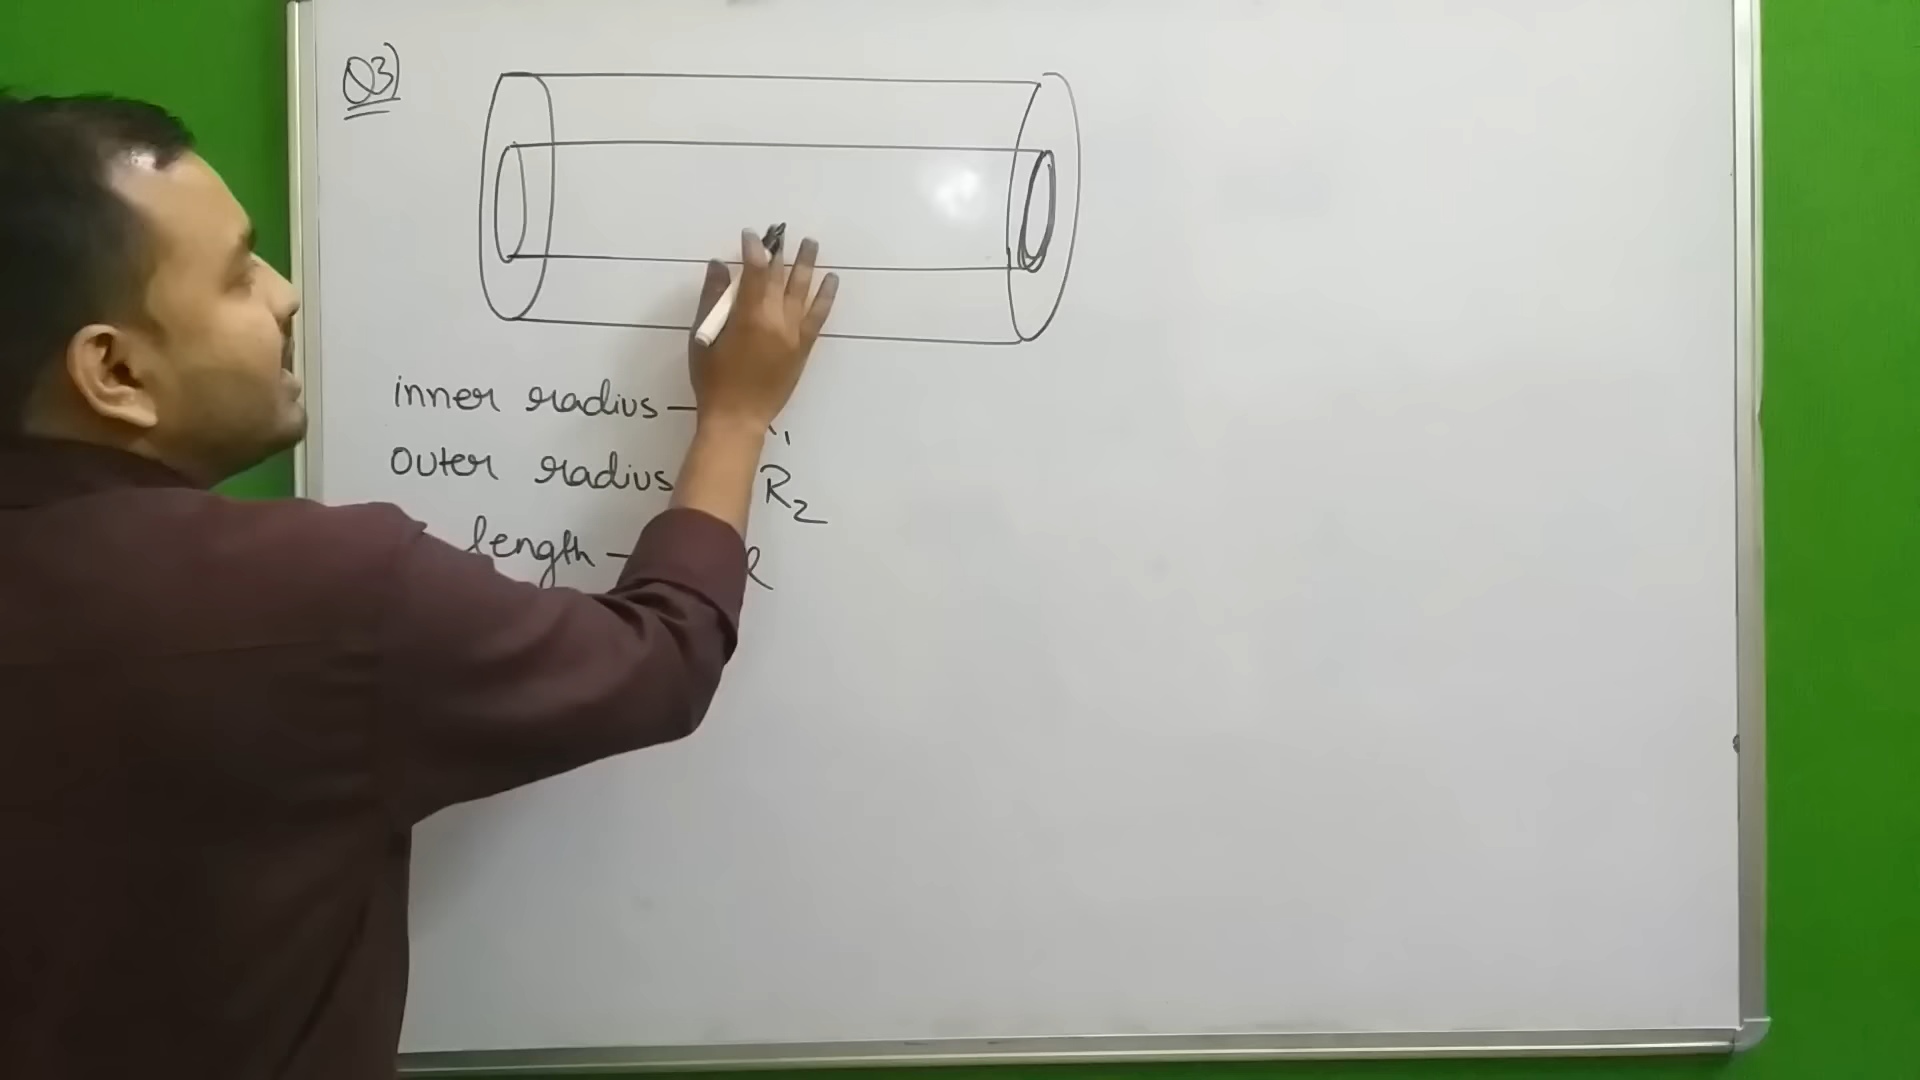 Q3)
inner radius —
outer radius R2
length — l